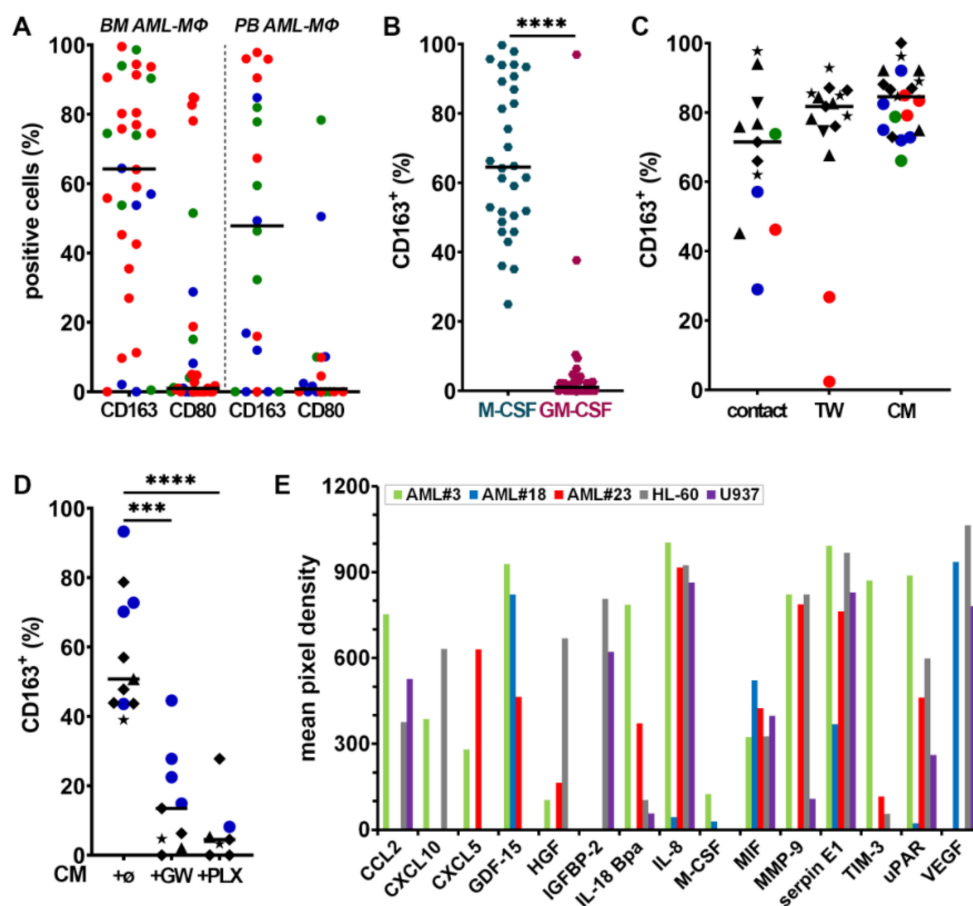 A
BM AML-MΦ
PB AML-MΦ
positive cells (%)
100
80
60
40
20
0
CD163
CD80
CD163
CD80
B
****
CD163+ (%)
100
80
60
40
20
0
M-CSF
GM-CSF
C
CD163+ (%)
100
80
60
40
20
0
contact
TW
CM
D
****
***
CD163+ (%)
100
80
60
40
20
0
CM
+ø
+GW
+PLX
E
AML#3
AML#18
AML#23
HL-60
U937
mean pixel density
1200
900
600
300
0
CCL2
CXCL10
CXCL5
GDF-15
HGF
IGFBP-2
IL-18 Bpa
IL-8
M-CSF
MIF
MMP-9
serpin E1
TIM-3
uPAR
VEGF